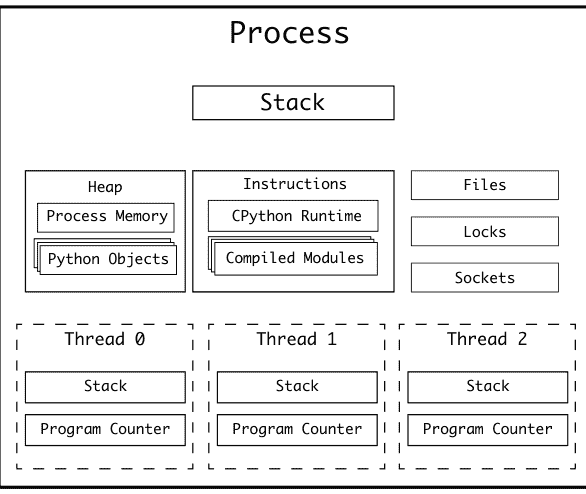 Process
Stack
Heap
Process Memory
Python Objects
Instructions
CPython Runtime
Compiled Modules
Files
Locks
Sockets
Thread 0
Stack
Program Counter
Thread 1
Stack
Program Counter
Thread 2
Stack
Program Counter